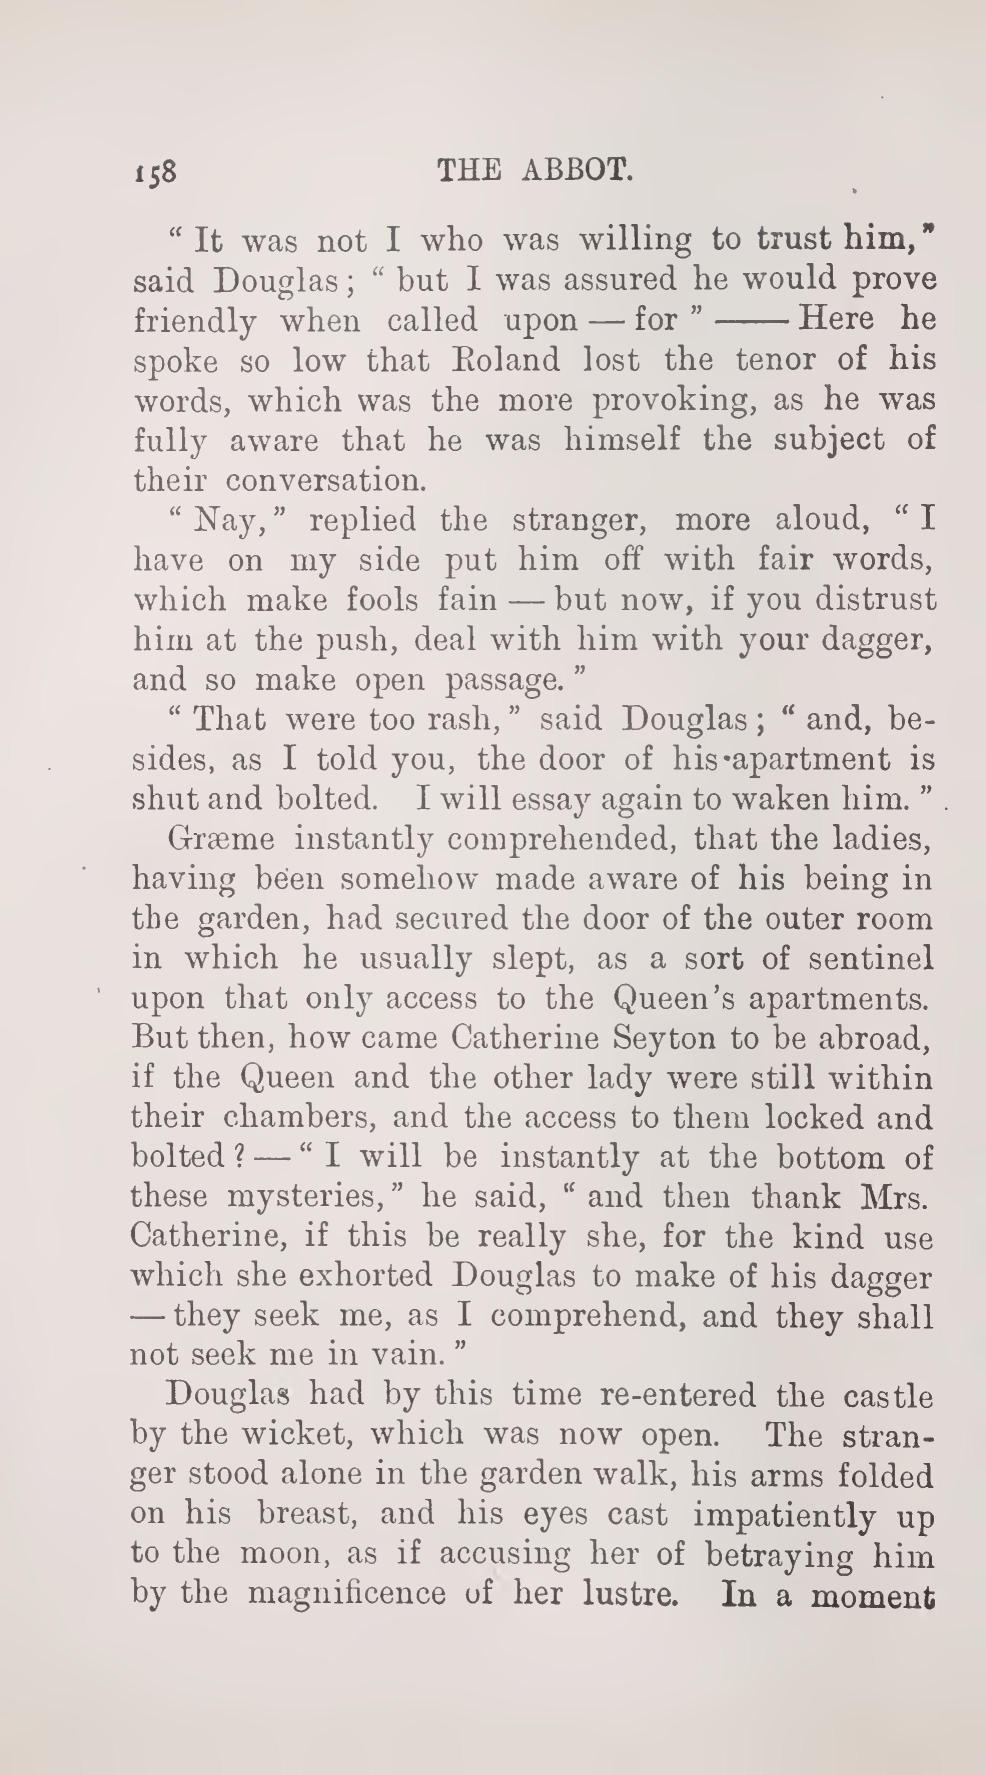 158 THE ABBOT.
“ It was not I who was willing to trust him,”
said Douglas; “ but I was assured he would prove
friendly when called upon — for ” —— Here he
spoke so low that Roland lost the tenor of his
words, which was the more provoking, as he was
fully aware that he was himself the subject of
their conversation.
“ Nay,” replied the stranger, more aloud, “ I
have on my side put him off with fair words,
which make fools fain — but now, if you distrust
him at the push, deal with him with your dagger,
and so make open passage. ”
“ That were too rash, ” said Douglas; “ and, be-
sides, as I told you, the door of his apartment is
shut and bolted. I will essay again to waken him. ”
Græme instantly comprehended, that the ladies,
having been somehow made aware of his being in
the garden, had secured the door of the outer room
in which he usually slept, as a sort of sentinel
upon that only access to the Queen’s apartments.
But then, how came Catherine Seyton to be abroad,
if the Queen and the other lady were still within
their chambers, and the access to them locked and
bolted? — “ I will be instantly at the bottom of
these mysteries, ” he said, “ and then thank Mrs.
Catherine, if this be really she, for the kind use
which she exhorted Douglas to make of his dagger
— they seek me, as I comprehend, and they shall
not seek me in vain. ”
Douglas had by this time re-entered the castle
by the wicket, which was now open. The stran-
ger stood alone in the garden walk, his arms folded
on his breast, and his eyes cast impatiently up
to the moon, as if accusing her of betraying him
by the magnificence of her lustre. In a moment